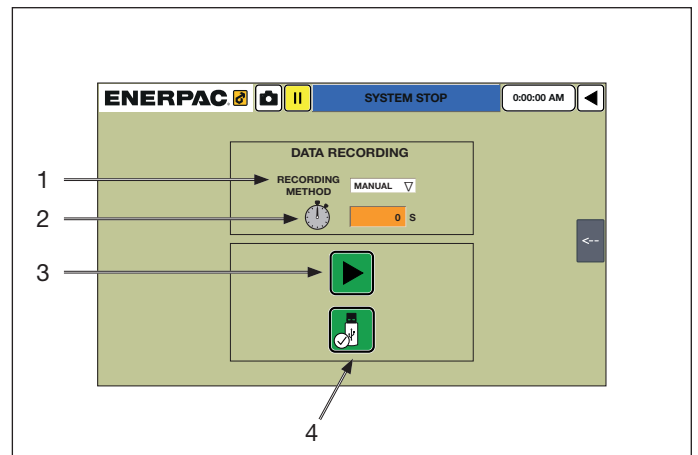 ENERPAC. SYSTEM STOP 0:00:00 AM
DATA RECORDING
1
RECORDING METHOD
MANUAL
2
0 S
<--
3
4